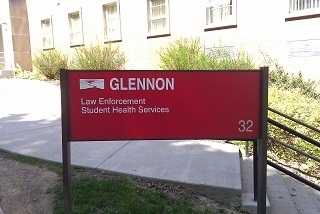 GLENNON
Law Enforcement
Student Health Services
32